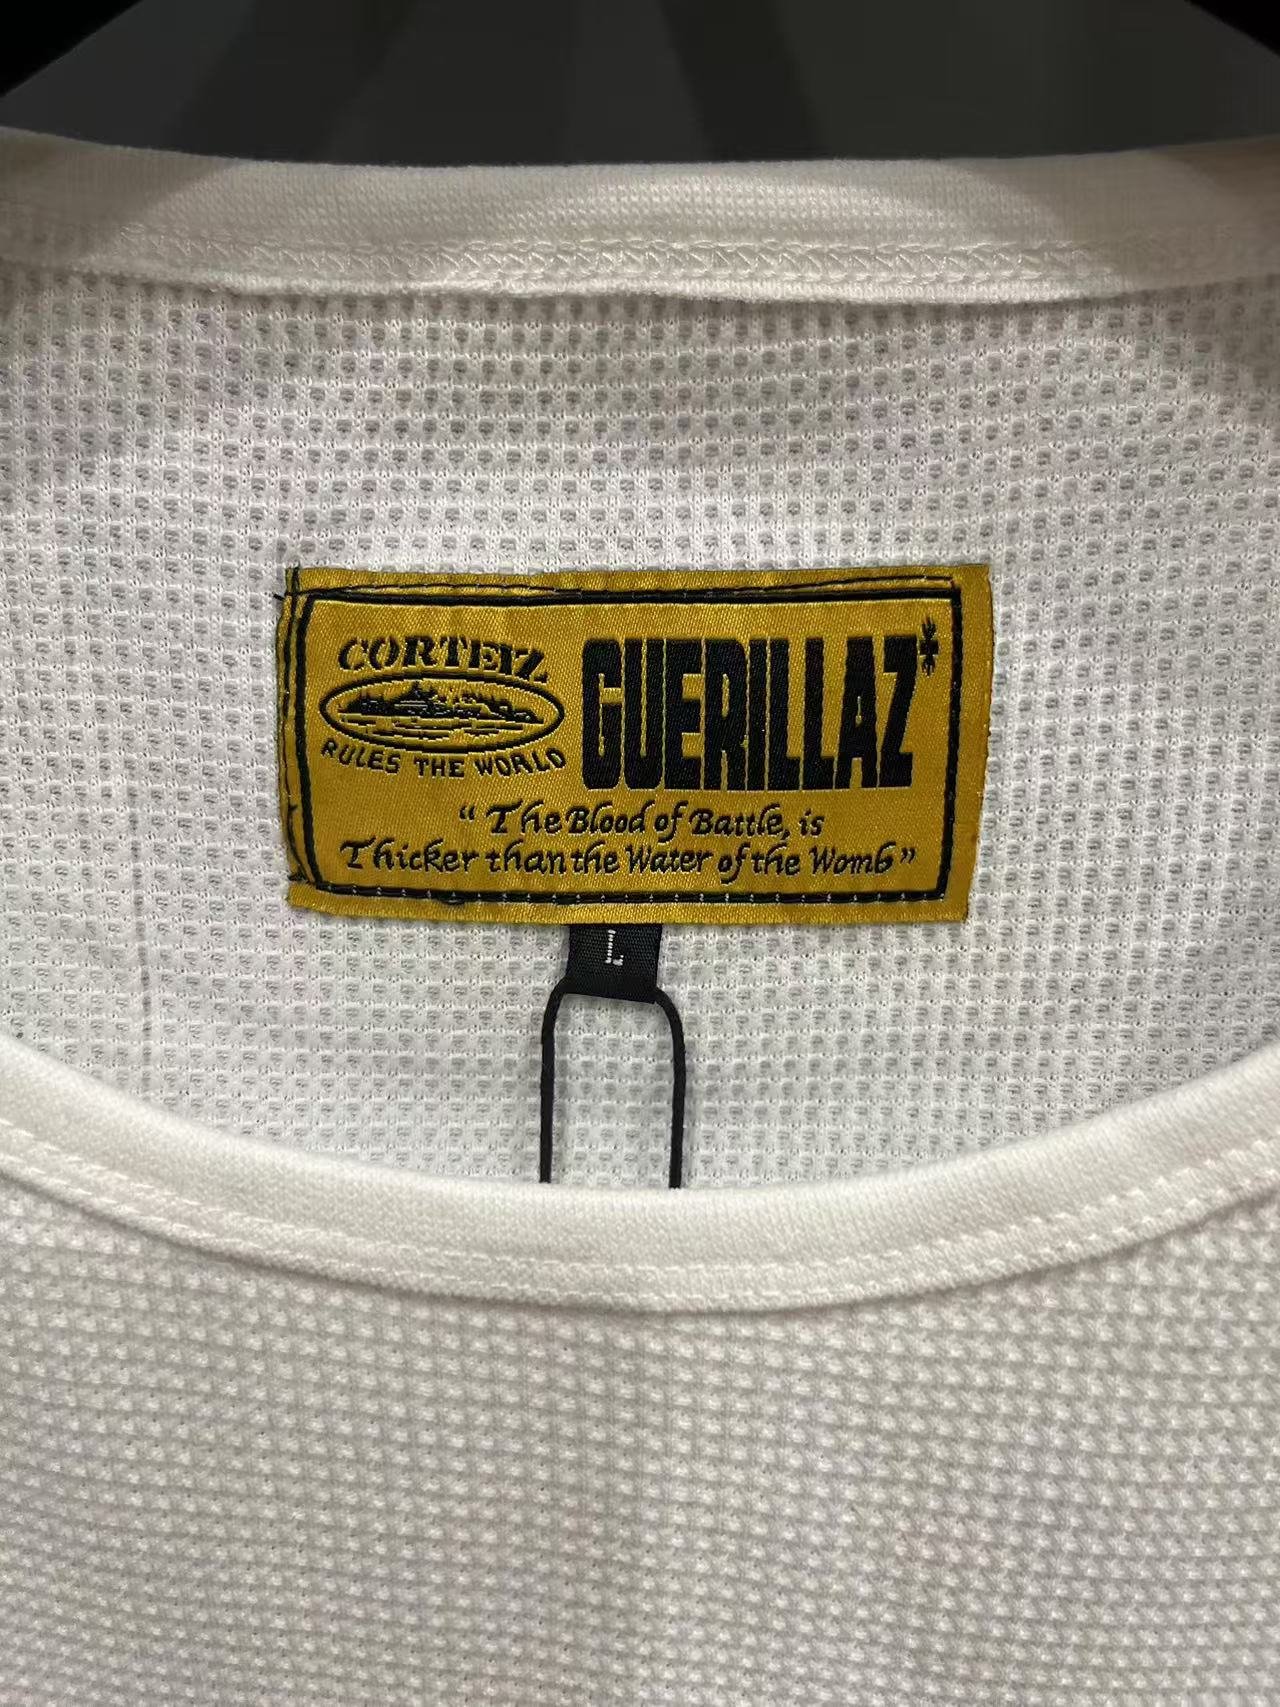 CORTEIZ
RULES THE WORLD
GUERILLAZ
“The Blood of Battle, is
Thicker than the Water of the Womb”
L